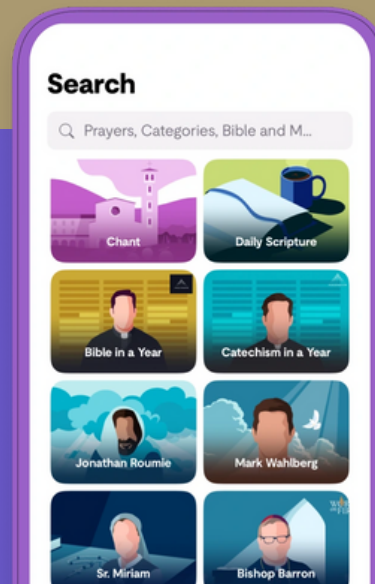 Search
Prayers, Categories, Bible and M...
Chant
Daily Scripture
Bible in a Year
Catechism in a Year
Jonathan Roumie
Mark Wahlberg
Sr. Miriam
Bishop Barron